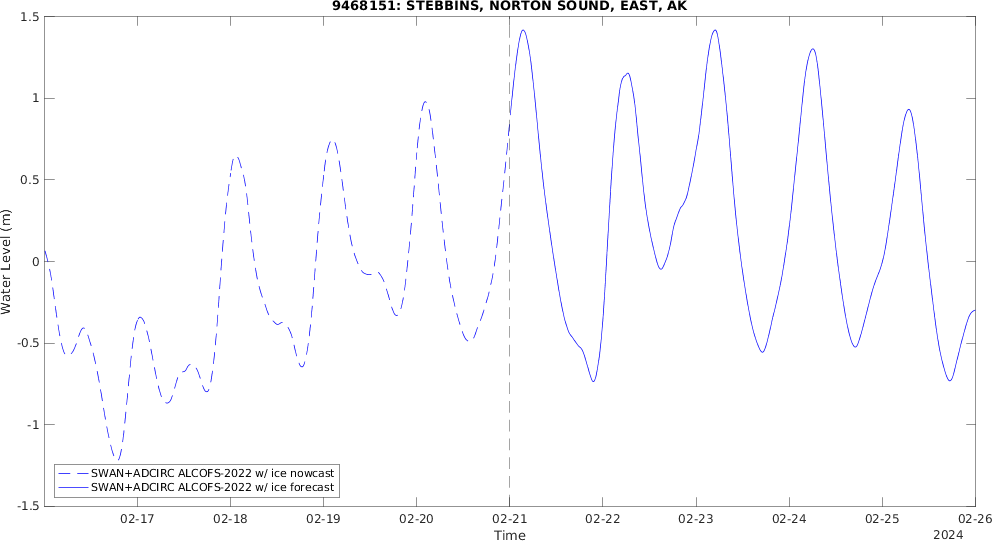 9468151: STEBBINS, NORTON SOUND, EAST, AK
1.5
1
0.5
0
-0.5
-1
-1.5
Water Level (m)
SWAN+ADCIRC ALCOFS-2022 w/ ice nowcast
SWAN+ADCIRC ALCOFS-2022 w/ ice forecast
02-17 02-18 02-19 02-20 02-21 02-22 02-23 02-24 02-25 02-26
Time
2024